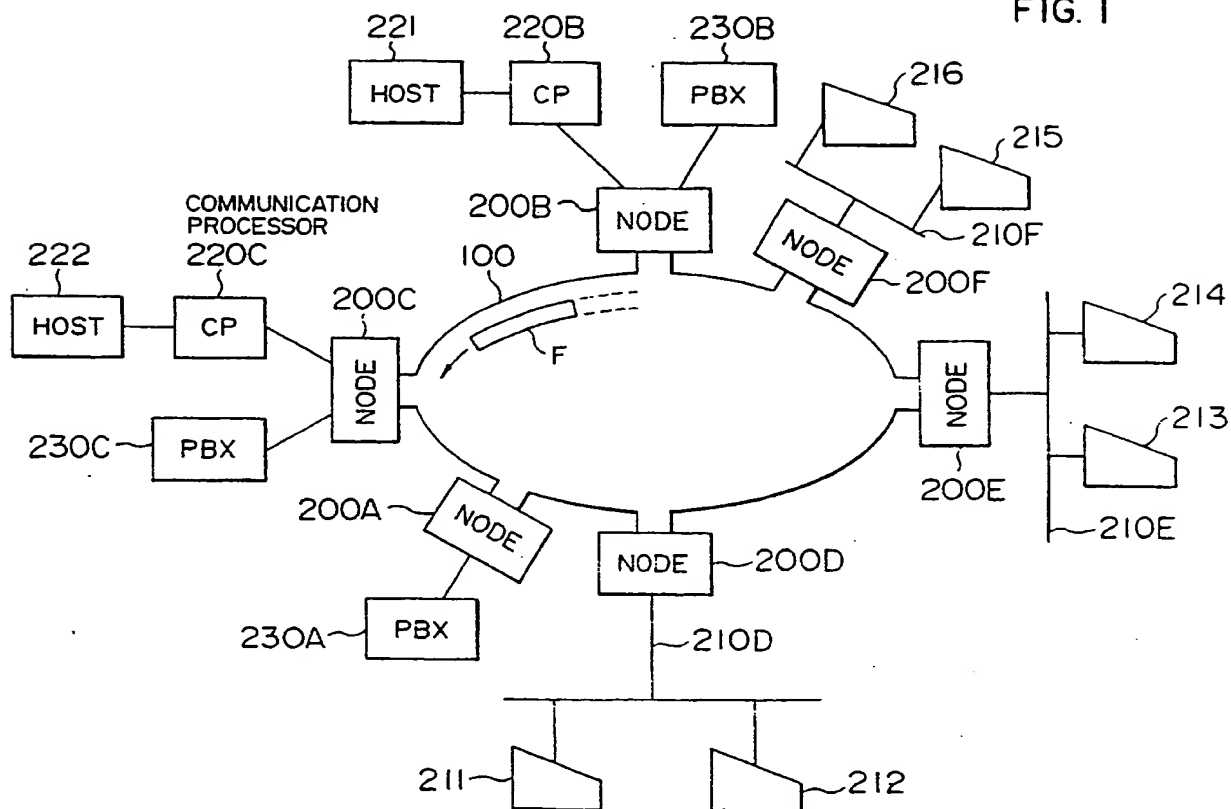 FIG. 1
221
220B
230B
HOST
CP
PBX
216
215
COMMUNICATION
PROCESSOR
200B
NODE
210F
NODE
200F
222
220C
200C
100
F
HOST
CP
NODE
214
NODE
230C
PBX
213
200E
210E
200A
NODE
NODE
200D
230A
PBX
210D
211
212